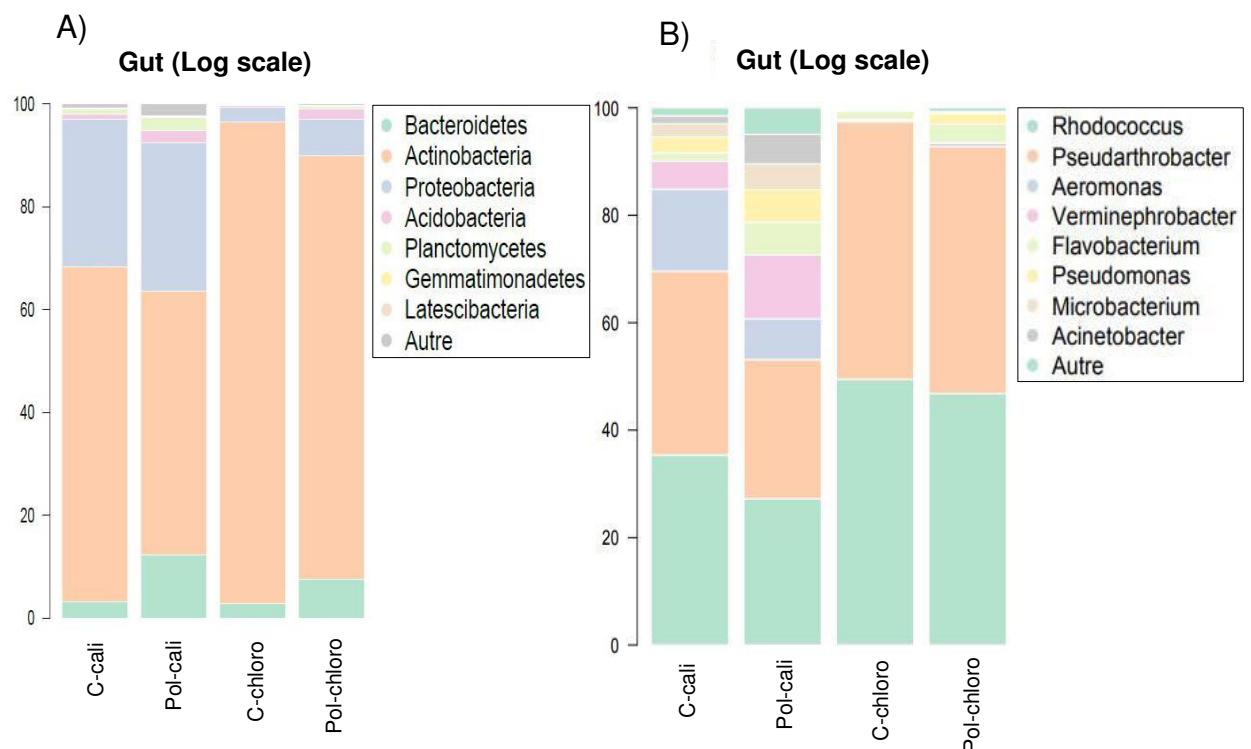 A)
Gut (Log scale)
100
80
60
40
20
0
C-cali
Pol-cali
C-chloro
Pol-chloro
Bacteroidetes
Actinobacteria
Proteobacteria
Acidobacteria
Planctomycetes
Gemmatimonadetes
Latescibacteria
Autre
B)
Gut (Log scale)
100
80
60
40
20
0
C-cali
Pol-cali
C-chloro
Pol-chloro
Rhodococcus
Pseudarthrobacter
Aeromonas
Verminephrobacter
Flavobacterium
Pseudomonas
Microbacterium
Acinetobacter
Autre